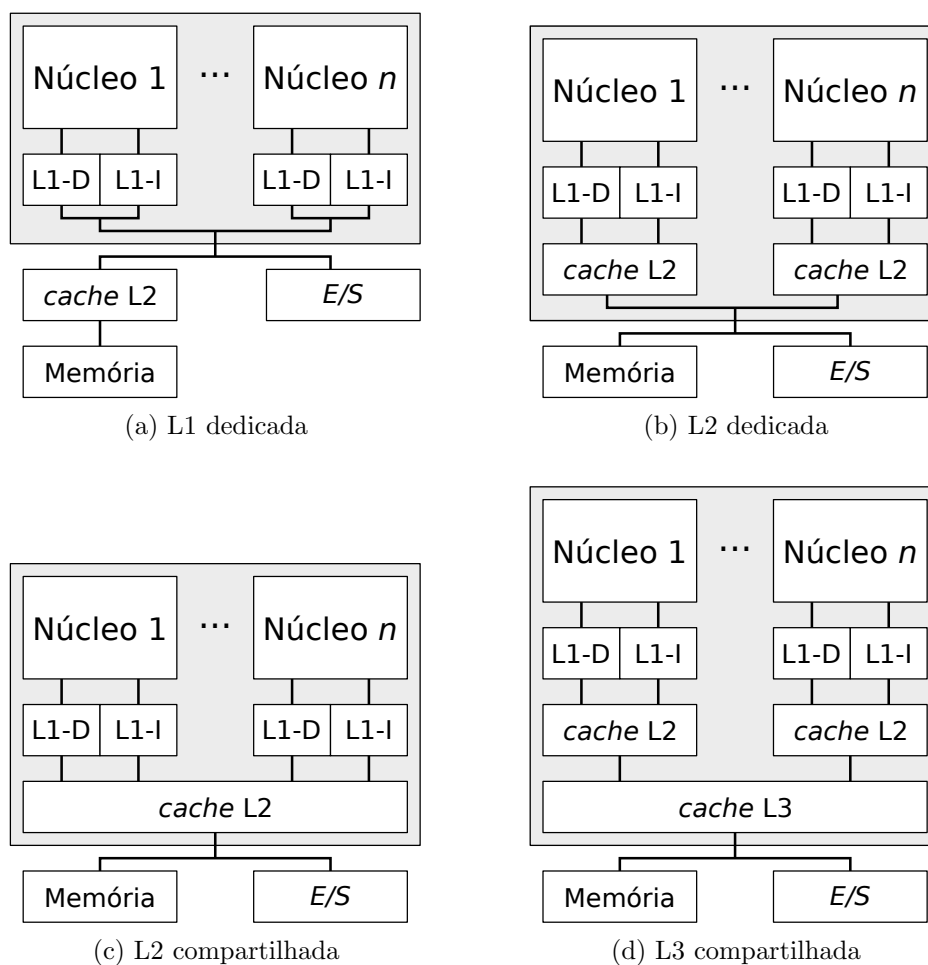 Núcleo 1 ... Núcleo n
L1-D L1-I L1-D L1-I
cache L2 E/S
Memória
(a) L1 dedicada
Núcleo 1 ... Núcleo n
L1-D L1-I L1-D L1-I
cache L2 cache L2
Memória E/S
(b) L2 dedicada
Núcleo 1 ... Núcleo n
L1-D L1-I L1-D L1-I
cache L2
Memória E/S
(c) L2 compartilhada
Núcleo 1 ... Núcleo n
L1-D L1-I L1-D L1-I
cache L2 cache L2
cache L3
Memória E/S
(d) L3 compartilhada